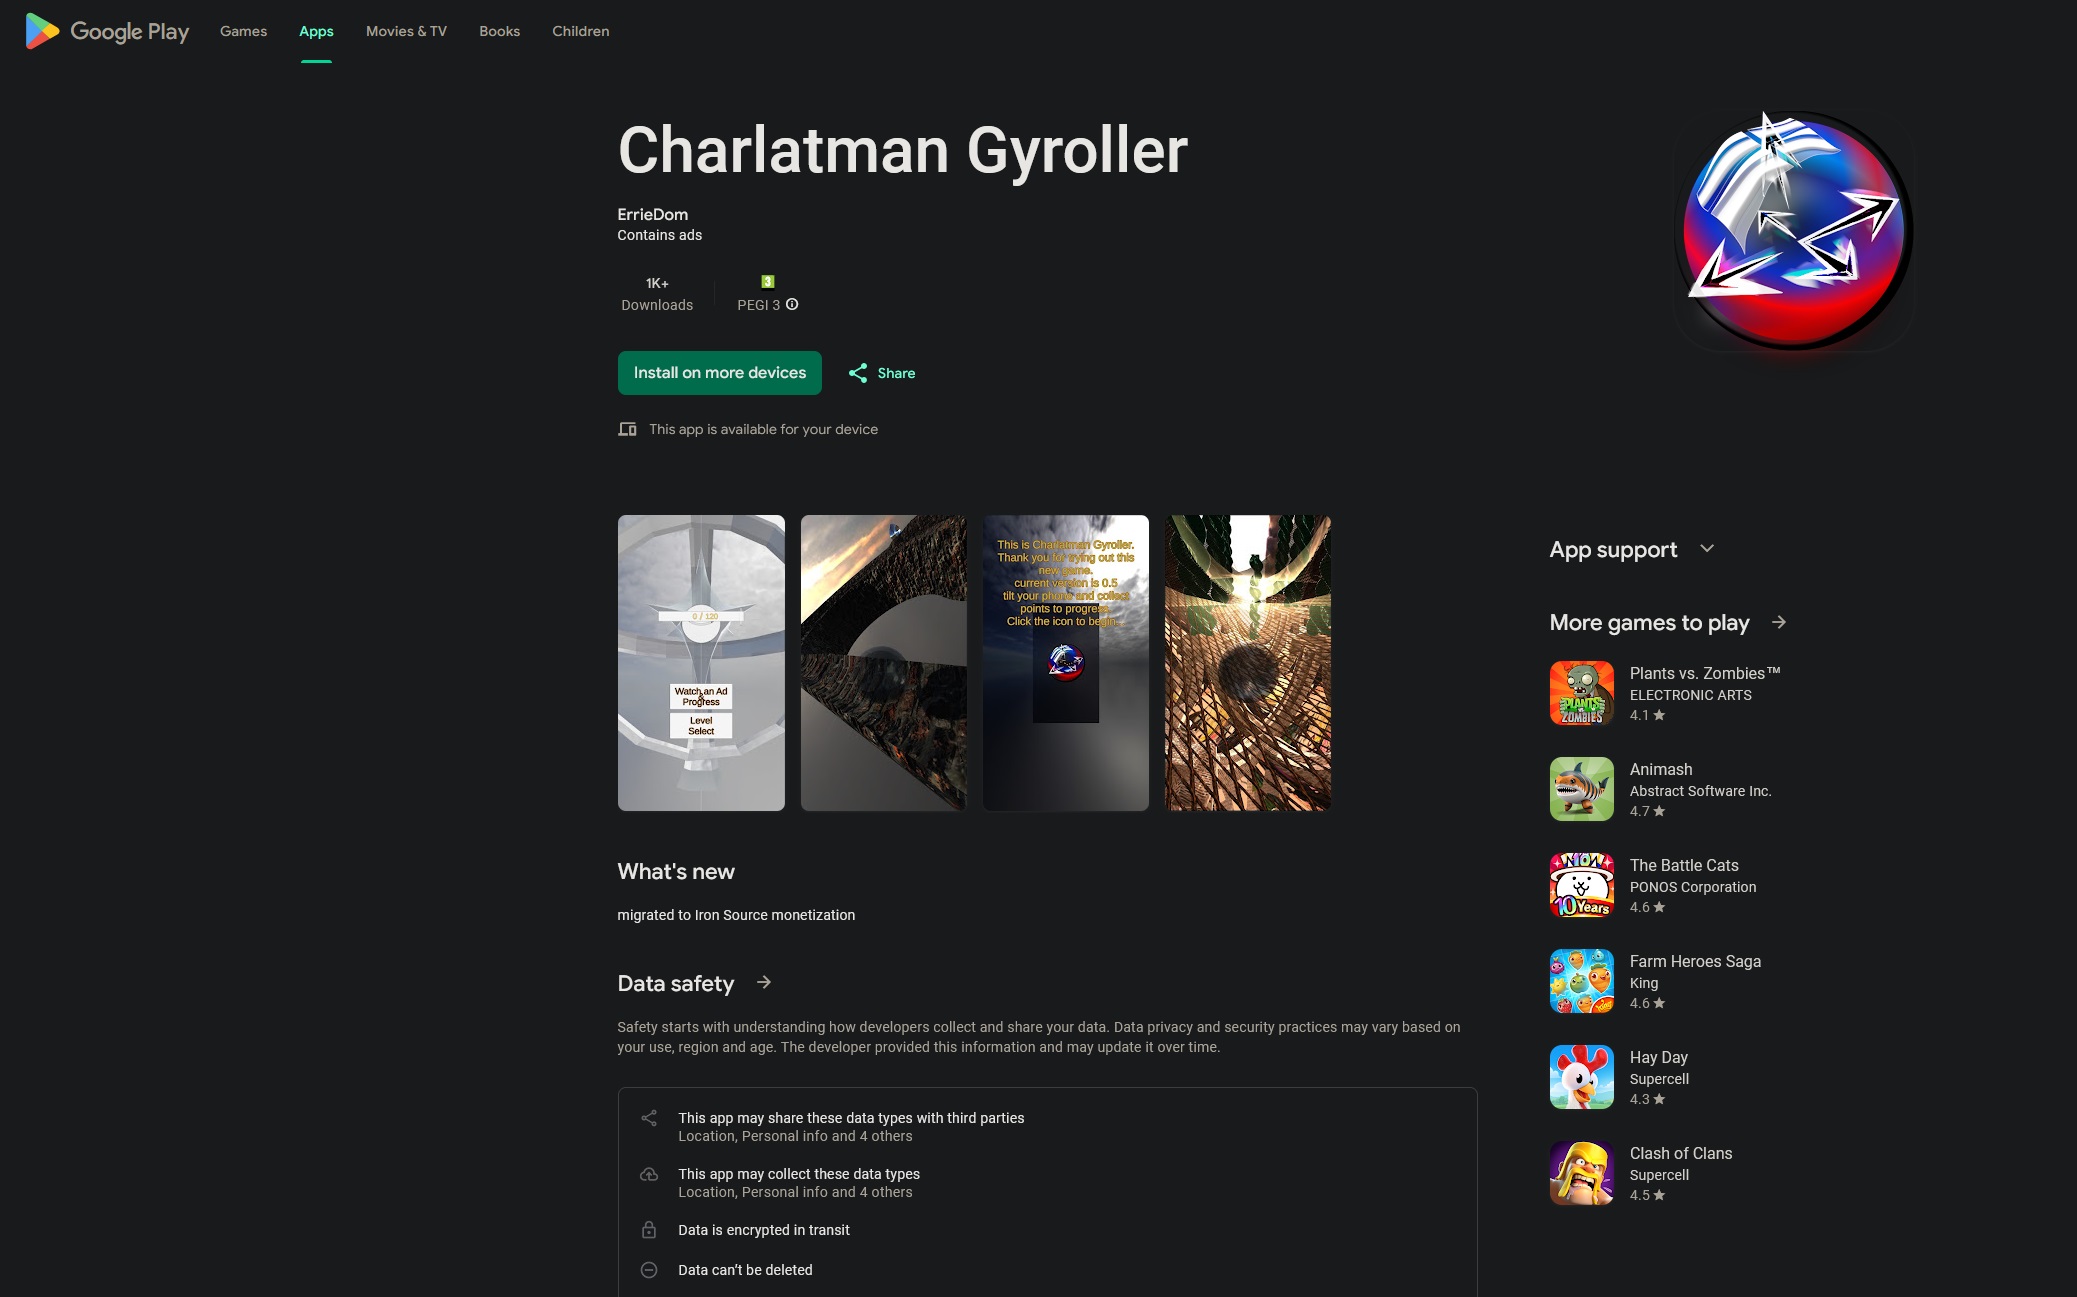 Google Play
Games
Apps
Movies & TV
Books
Children
Charlatman Gyroller
ErrieDom
Contains ads
1K+
Downloads
3
PEGI 3
Install on more devices
Share
This app is available for your device
0 / 120
Watch an Ad
&
Progress
Level
Select
This is Charlatman Gyroller.
Thank you for trying out this
new game.
current version is 0.5
tilt your phone and collect
points to progress.
Click the icon to begin...
What's new
migrated to Iron Source monetization
Data safety
Safety starts with understanding how developers collect and share your data. Data privacy and security practices may vary based on
your use, region and age. The developer provided this information and may update it over time.
This app may share these data types with third parties
Location, Personal info and 4 others
This app may collect these data types
Location, Personal info and 4 others
Data is encrypted in transit
Data can't be deleted
App support
More games to play
PLANTS
ZOMBIES
Plants vs. Zombies™
ELECTRONIC ARTS
4.1
Animash
Abstract Software Inc.
4.7
10
10 Years
The Battle Cats
PONOS Corporation
4.6
King
Farm Heroes Saga
King
4.6
Hay Day
Supercell
4.3
Clash of Clans
Supercell
4.5